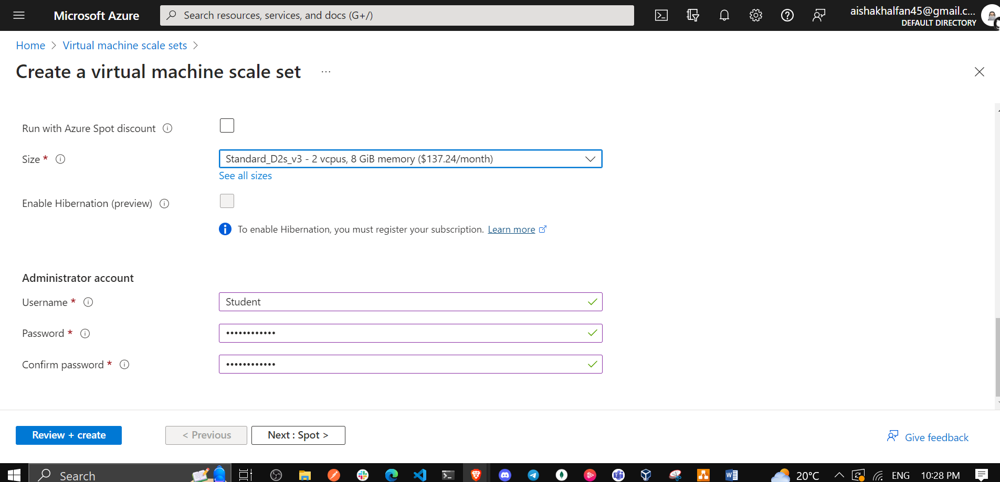 Microsoft Azure
Search resources, services, and docs (G+/)
aishakhalfan45@gmail.c...
DEFAULT DIRECTORY
Home > Virtual machine scale sets >
Create a virtual machine scale set ...
Run with Azure Spot discount
Size *
Standard_D2s_v3 - 2 vcpus, 8 GiB memory ($137.24/month)
See all sizes
Enable Hibernation (preview)
To enable Hibernation, you must register your subscription. Learn more
Administrator account
Username *
Student
Password *
••••••••••••
Confirm password *
••••••••••••
Review + create
< Previous
Next : Spot >
Give feedback
Search
20°C
ENG
10:28 PM